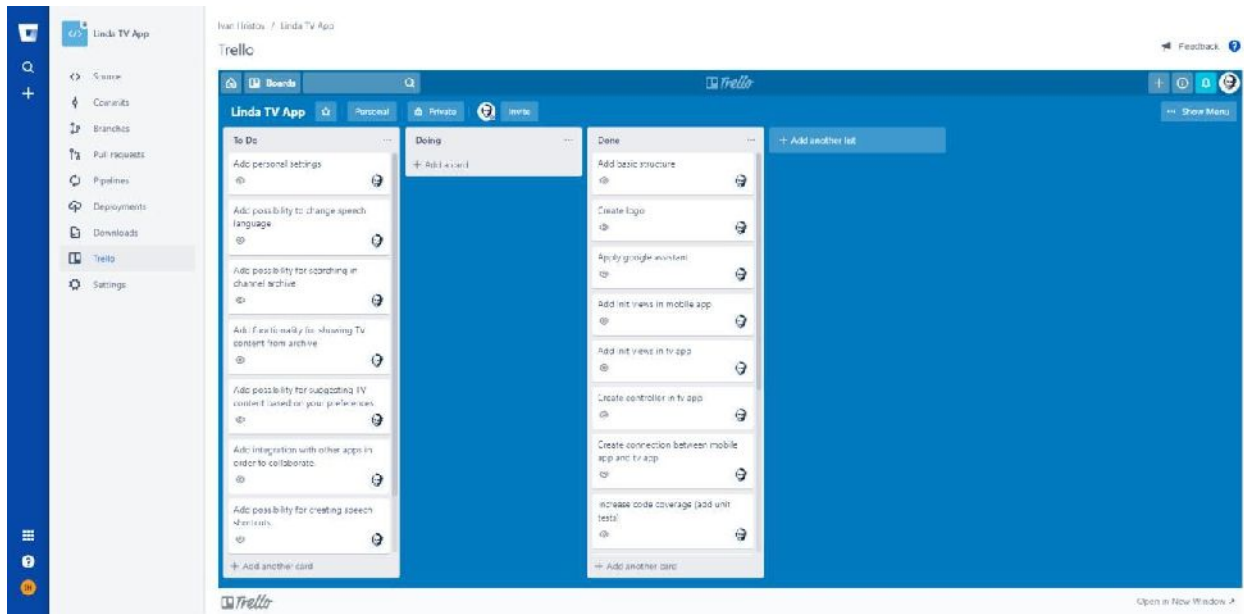 Linda TV App
Source
Commits
Branches
Pull requests
Pipelines
Deployments
Downloads
Trello
Settings
Ivan Hristov / Linda TV App
Trello
Feedback
Boards
Trello
Linda TV App
Personal
Private
Invite
Show Menu
To Do
Add personal settings
Add possibility to change speech
language
Add possibility for searching in
channel archive
Add functionality for showing TV
content from archive
Add possibility for suggesting TV
content based on your preferences
Add integration with other apps in
order to collaborate
Add possibility for creating speech
shortcuts
+ Add another card
Doing
+ Add a card
Done
Add basic structure
Create logo
Apply google assistant
Add init views in mobile app
Add init views in tv app
Create controller in tv app
Create connection between mobile
app and tv app
Increase code coverage (add unit
tests)
+ Add another card
+ Add another list
Trello
Open in New Window